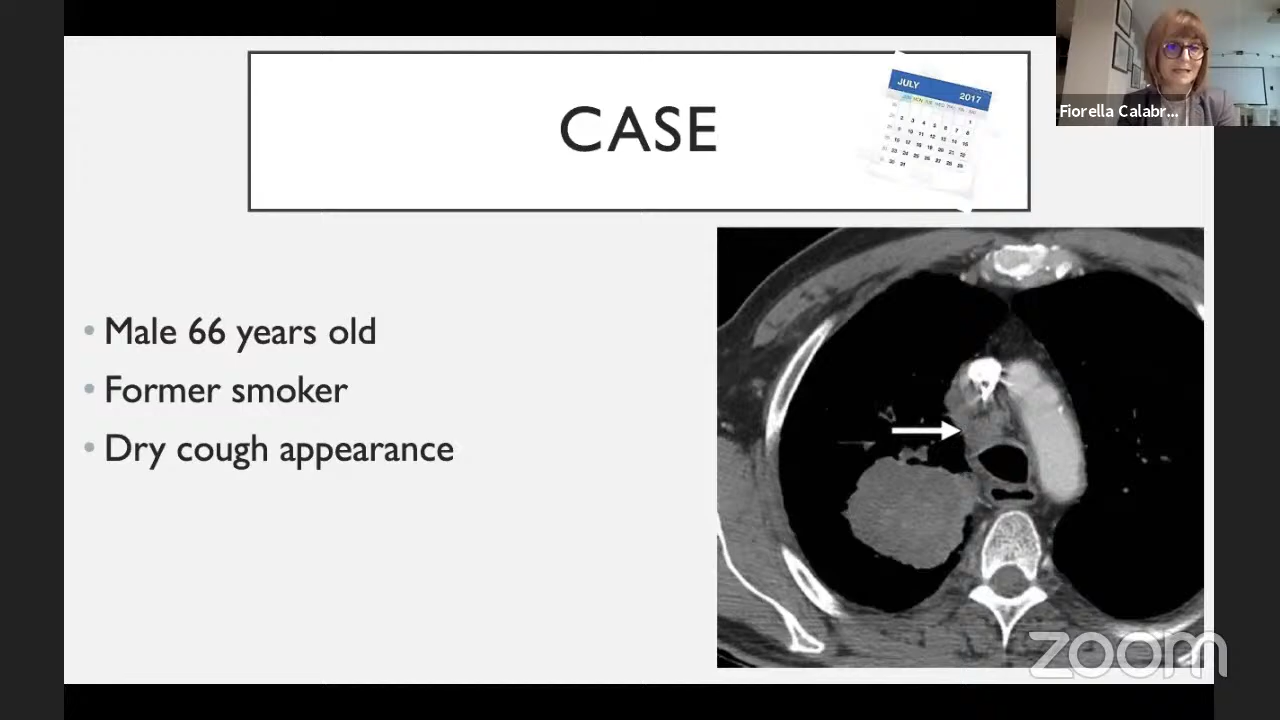 CASE
JULY
2017
Fiorella Calabr...
• Male 66 years old
• Former smoker
• Dry cough appearance
zoom